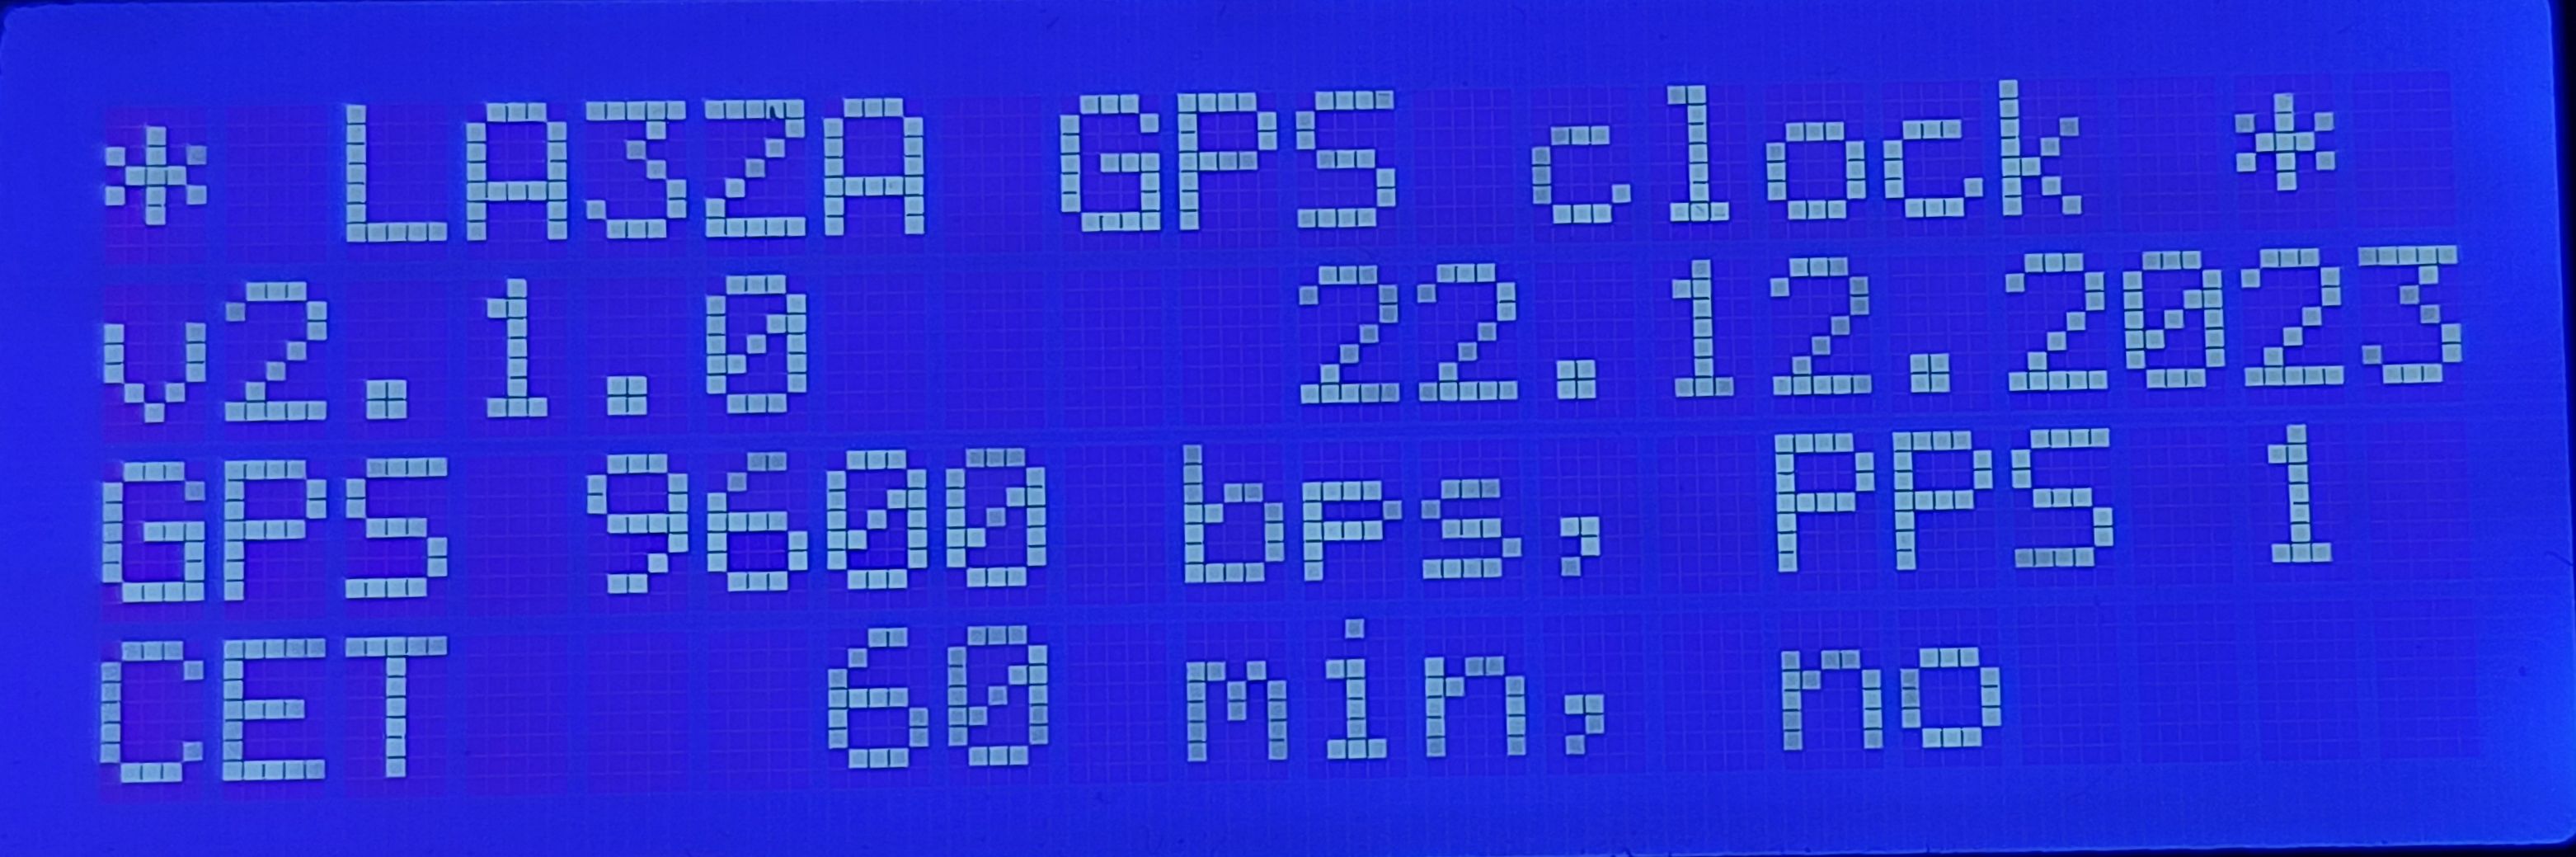 * LA3ZA GPS clock *
v2.1.0    22.12.2023
GPS 9600 bps, PPS 1
CET   60 min, no